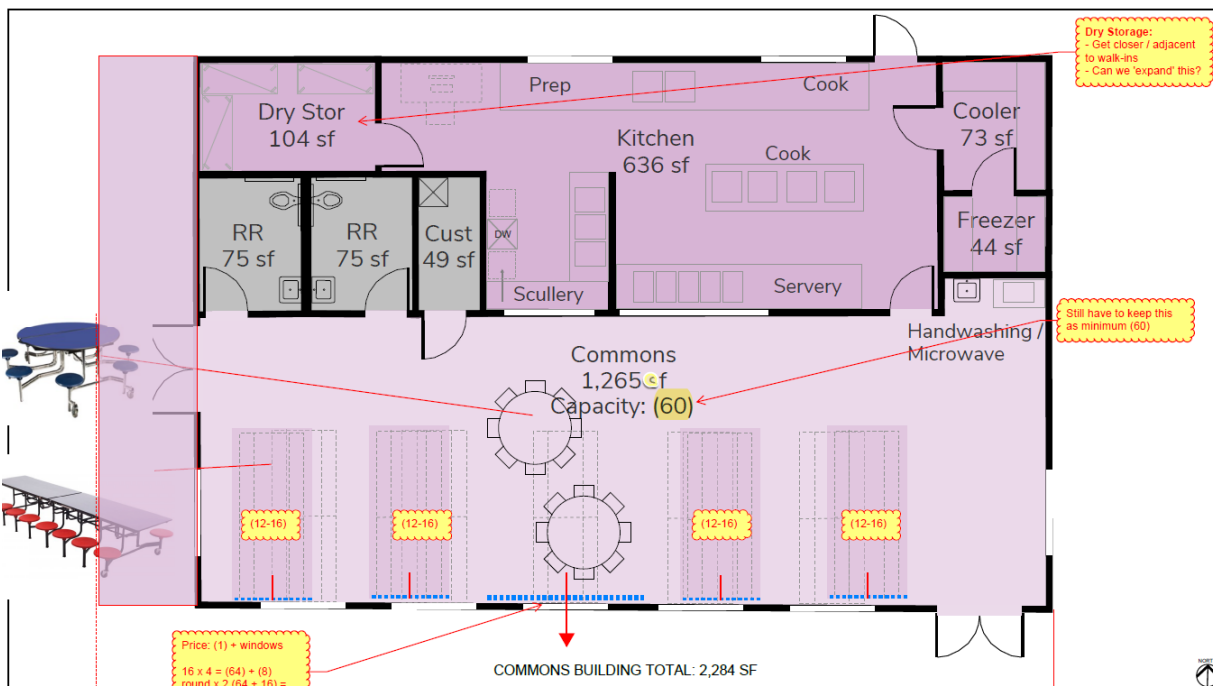 Dry Storage:
- Get closer / adjacent
to walk-ins
- Can we 'expand' this?
Prep
Cook
Dry Stor
104 sf
Cooler
73 sf
Kitchen
636 sf
Cook
RR
75 sf
RR
75 sf
Cust
49 sf
DW
Freezer
44 sf
Scullery
Servery
Still have to keep this
as minimum (60)
Handwashing /
Microwave
Commons
1,265 sf
Capacity: (60)
(12-16)
(12-16)
(12-16)
(12-16)
Price: (1) + windows
16 x 4 = (64) + (8)
round x 2 (64 + 16) =
COMMONS BUILDING TOTAL: 2,284 SF
NORTH